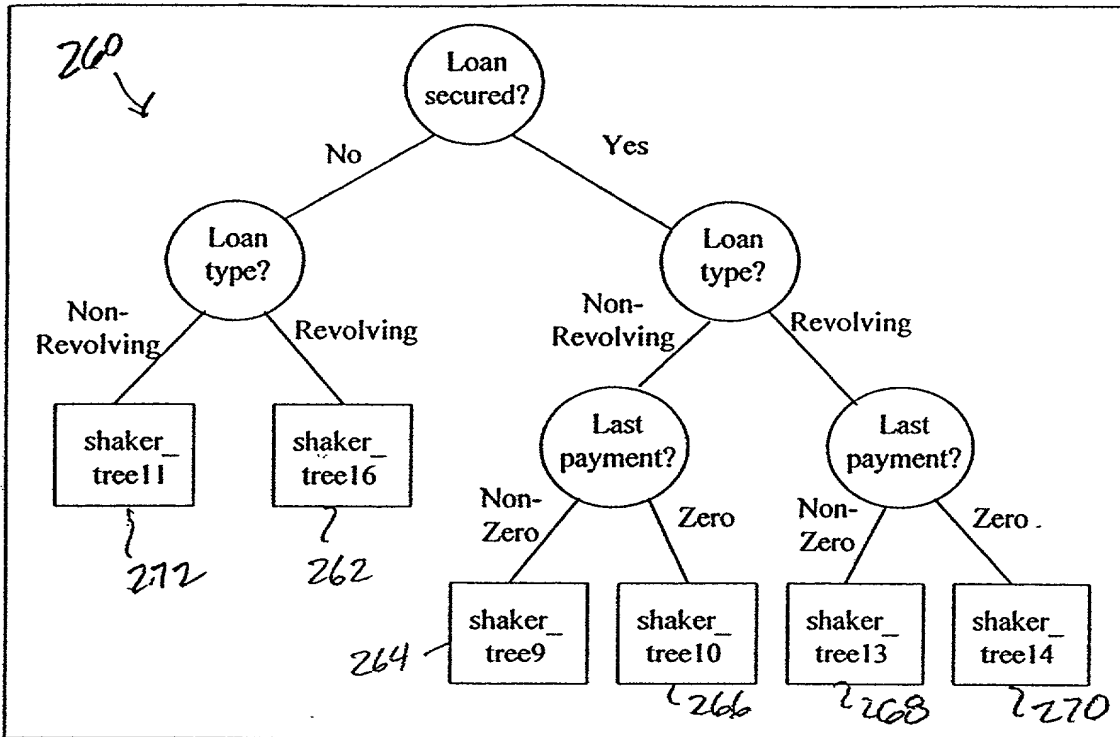 260
Loan
secured?
No
Yes
Loan
type?
Loan
type?
Non-
Revolving
Revolving
Non-
Revolving
Revolving
shaker_
tree11
shaker_
tree16
Last
payment?
Last
payment?
272
262
Non-
Zero
Zero
Non-
Zero
Zero
264
shaker_
tree9
shaker_
tree10
shaker_
tree13
shaker_
tree14
266
268
270